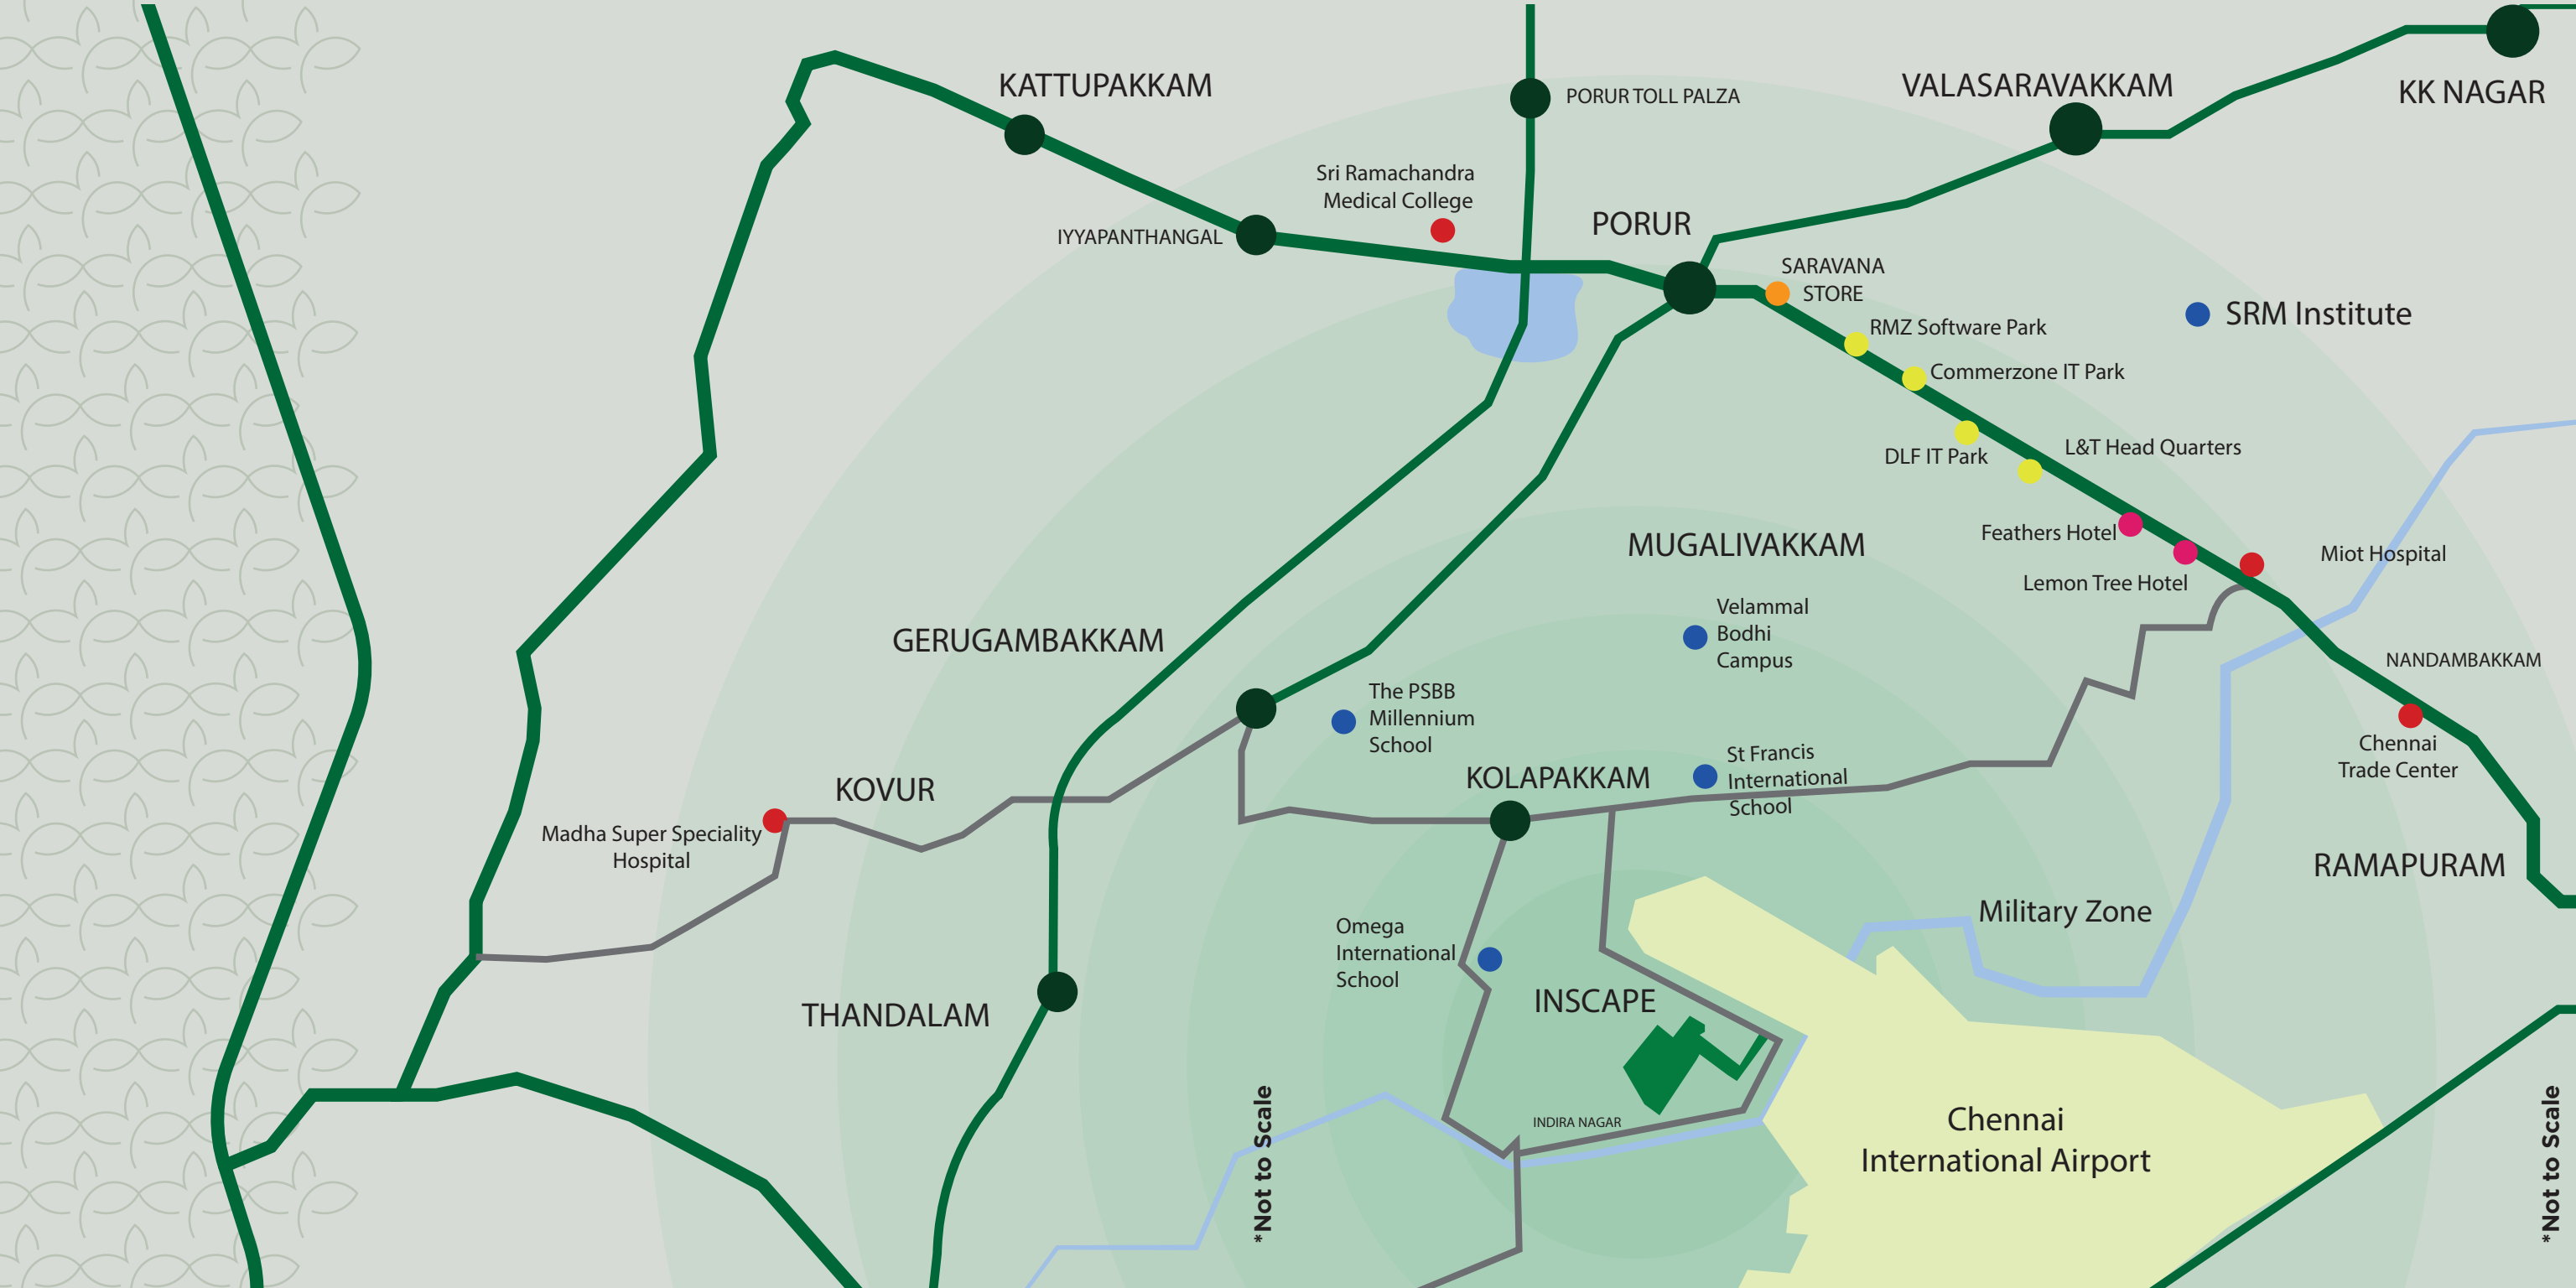 KATTUPAKKAM
PORUR TOLL PALZA
VALASARAVAKKAM
KK NAGAR
Sri Ramachandra
Medical College
IYYAPANTHANGAL
PORUR
SARAVANA
STORE
SRM Institute
RMZ Software Park
Commerzone IT Park
DLF IT Park
L&T Head Quarters
Feathers Hotel
Lemon Tree Hotel
Miot Hospital
MUGALIVAKKAM
Velammal
Bodhi
Campus
GERUGAMBAKKAM
The PSBB
Millennium
School
NANDAMBAKKAM
Chennai
Trade Center
KOVUR
KOLAPAKKAM
St Francis
International
School
Madha Super Speciality
Hospital
RAMAPURAM
Military Zone
Omega
International
School
INSCAPE
THANDALAM
INDIRA NAGAR
Chennai
International Airport
*Not to Scale
*Not to Scale